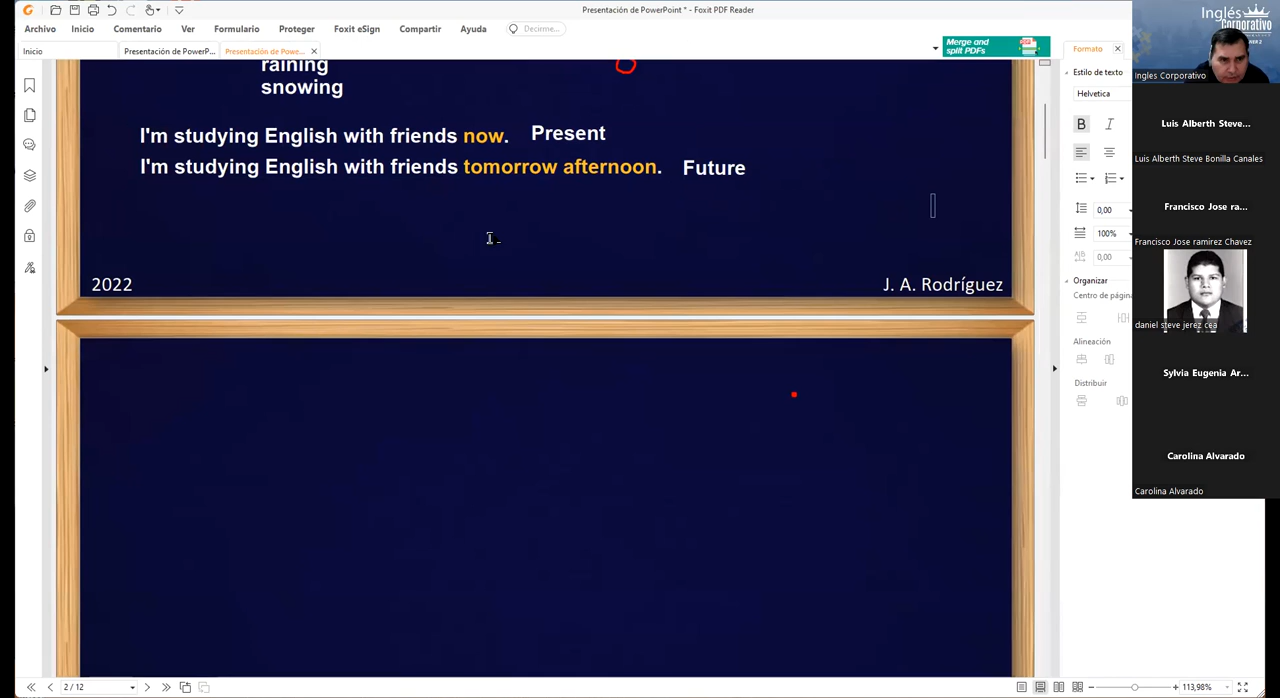 Presentación de PowerPoint * - Foxit PDF Reader
Archivo
Inicio
Comentario
Ver
Formulario
Proteger
Foxit eSign
Compartir
Ayuda
Decirme...
Inicio
Presentación de PowerP...
Presentación de Powe...
Merge and
split PDFs
Formato
Estilo de texto
Helvetica
B
I
0,00
100%
0,00
Organizar
Centro de página
Alineación
Distribuir
raining
snowing
I'm studying English with friends now. Present
I'm studying English with friends tomorrow afternoon. Future
2022
J. A. Rodríguez
2 / 12
113,98%
Inglés
Corporativo
Ingles Corporativo
Luis Alberth Steve...
Luis Alberth Steve Bonilla Canales
Francisco Jose ra...
Francisco Jose ramirez Chavez
daniel steve jerez cea
Sylvia Eugenia Ar...
Carolina Alvarado
Carolina Alvarado